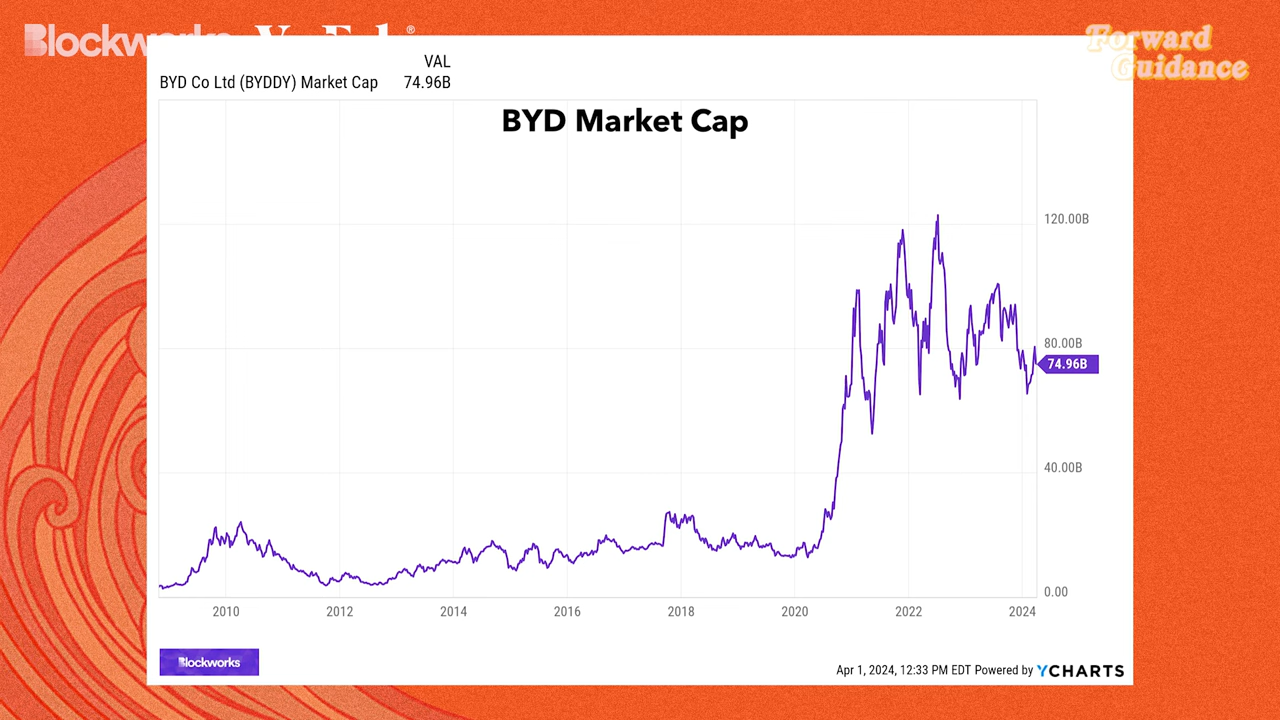 Blockworks
®
Forward
Guidance
VAL
BYD Co Ltd (BYDDY) Market Cap 74.96B
BYD Market Cap
120.00B
80.00B
74.96B
40.00B
0.00
2010 2012 2014 2016 2018 2020 2022 2024
Blockworks
Apr 1, 2024, 12:33 PM EDT Powered by YCHARTS